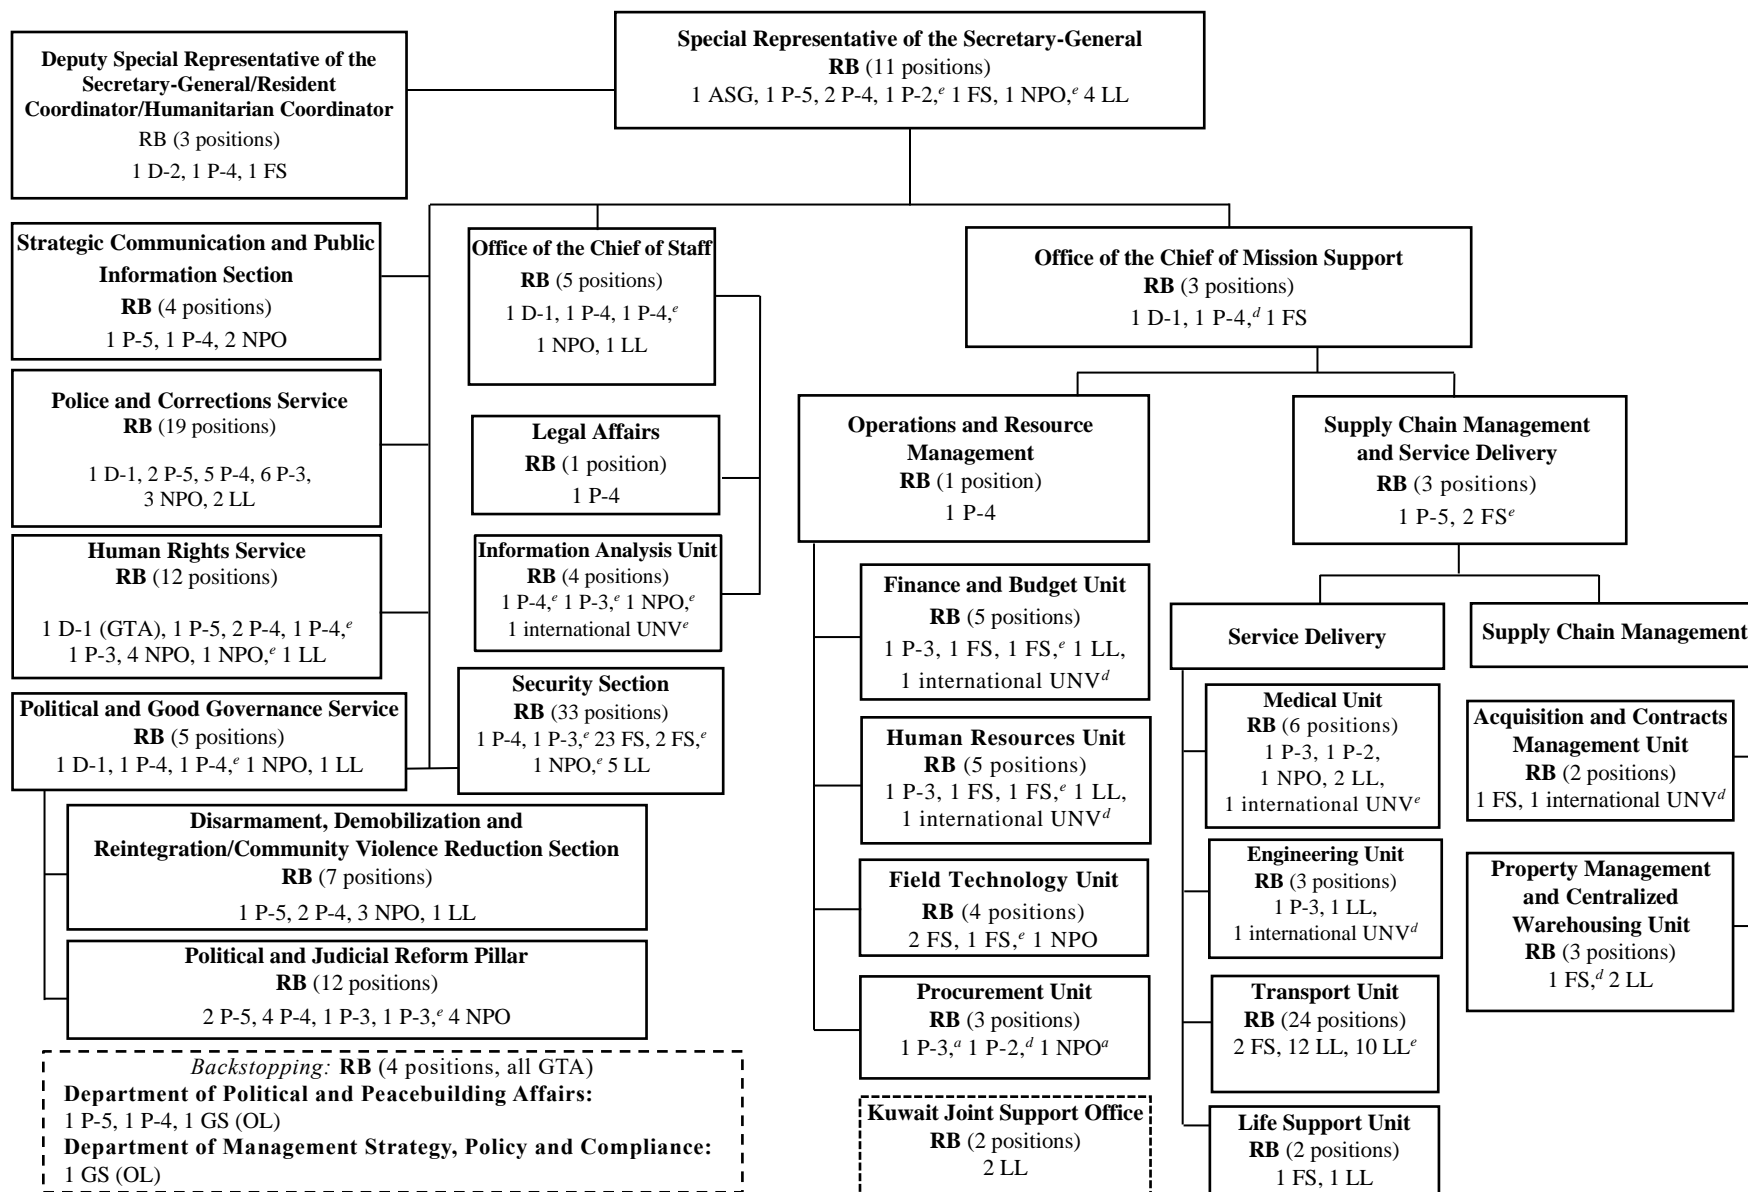 Special Representative of the Secretary-General
RB (11 positions)
1 ASG, 1 P-5, 2 P-4, 1 P-2,e 1 FS, 1 NPO,e 4 LL
Deputy Special Representative of the
Secretary-General/Resident
Coordinator/Humanitarian Coordinator
RB (3 positions)
1 D-2, 1 P-4, 1 FS
Strategic Communication and Public
Information Section
RB (4 positions)
1 P-5, 1 P-4, 2 NPO
Police and Corrections Service
RB (19 positions)
1 D-1, 2 P-5, 5 P-4, 6 P-3,
3 NPO, 2 LL
Human Rights Service
RB (12 positions)
1 D-1 (GTA), 1 P-5, 2 P-4, 1 P-4,e
1 P-3, 4 NPO, 1 NPO,e 1 LL
Political and Good Governance Service
RB (5 positions)
1 D-1, 1 P-4, 1 P-4,e 1 NPO, 1 LL
Disarmament, Demobilization and
Reintegration/Community Violence Reduction Section
RB (7 positions)
1 P-5, 2 P-4, 3 NPO, 1 LL
Political and Judicial Reform Pillar
RB (12 positions)
2 P-5, 4 P-4, 1 P-3, 1 P-3,e 4 NPO
Backstopping: RB (4 positions, all GTA)
Department of Political and Peacebuilding Affairs:
1 P-5, 1 P-4, 1 GS (OL)
Department of Management Strategy, Policy and Compliance:
1 GS (OL)
Office of the Chief of Staff
RB (5 positions)
1 D-1, 1 P-4, 1 P-4,e
1 NPO, 1 LL
Legal Affairs
RB (1 position)
1 P-4
Information Analysis Unit
RB (4 positions)
1 P-4,e 1 P-3,e 1 NPO,e
1 international UNVe
Security Section
RB (33 positions)
1 P-4, 1 P-3,e 23 FS, 2 FS,e
1 NPO,e 5 LL
Office of the Chief of Mission Support
RB (3 positions)
1 D-1, 1 P-4,d 1 FS
Operations and Resource
Management
RB (1 position)
1 P-4
Finance and Budget Unit
RB (5 positions)
1 P-3, 1 FS, 1 FS,e 1 LL,
1 international UNVd
Human Resources Unit
RB (5 positions)
1 P-3, 1 FS, 1 FS,e 1 LL,
1 international UNVd
Field Technology Unit
RB (4 positions)
2 FS, 1 FS,e 1 NPO
Procurement Unit
RB (3 positions)
1 P-3,a 1 P-2,d 1 NPOa
Kuwait Joint Support Office
RB (2 positions)
2 LL
Supply Chain Management
and Service Delivery
RB (3 positions)
1 P-5, 2 FSe
Service Delivery
Medical Unit
RB (6 positions)
1 P-3, 1 P-2,
1 NPO, 2 LL,
1 international UNVe
Engineering Unit
RB (3 positions)
1 P-3, 1 LL,
1 international UNVd
Transport Unit
RB (24 positions)
2 FS, 12 LL, 10 LLe
Life Support Unit
RB (2 positions)
1 FS, 1 LL
Supply Chain Management
Acquisition and Contracts
Management Unit
RB (2 positions)
1 FS, 1 international UNVd
Property Management
and Centralized
Warehousing Unit
RB (3 positions)
1 FS,d 2 LL